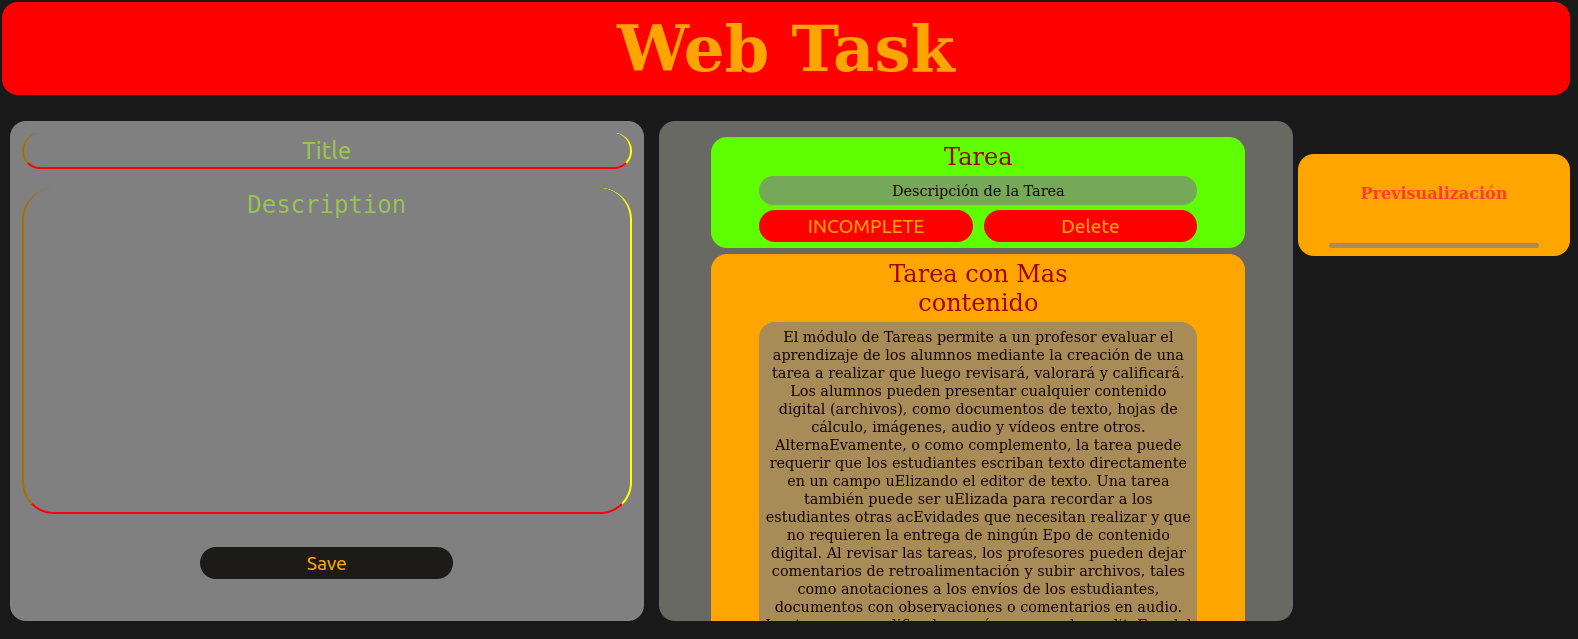 Web Task
Title
Description
Save
Tarea
Descripción de la Tarea
INCOMPLETE
Delete
Tarea con Mas
contenido
El módulo de Tareas permite a un profesor evaluar el
aprendizaje de los alumnos mediante la creación de una
tarea a realizar que luego revisará, valorará y calificará.
Los alumnos pueden presentar cualquier contenido
digital (archivos), como documentos de texto, hojas de
cálculo, imágenes, audio y vídeos entre otros.
AlternaEvamente, o como complemento, la tarea puede
requerir que los estudiantes escriban texto directamente
en un campo uElizando el editor de texto. Una tarea
también puede ser uElizada para recordar a los
estudiantes otras acEvidades que necesitan realizar y que
no requieren la entrega de ningún Epo de contenido
digital. Al revisar las tareas, los profesores pueden dejar
comentarios de retroalimentación y subir archivos, tales
como anotaciones a los envíos de los estudiantes,
documentos con observaciones o comentarios en audio.
Previsualización